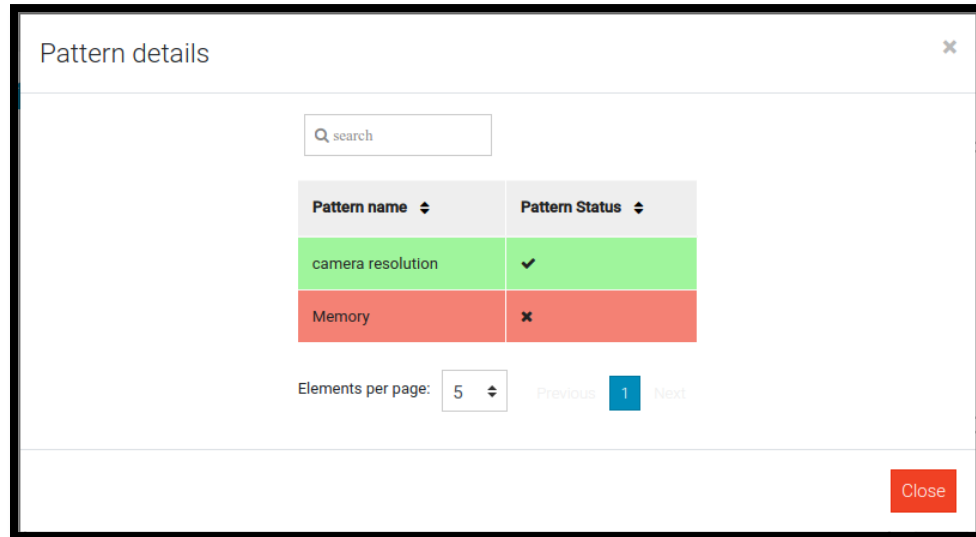 Pattern details
search
Pattern name Pattern Status
camera resolution
Memory
Elements per page: 5 Previous 1 Next
Close